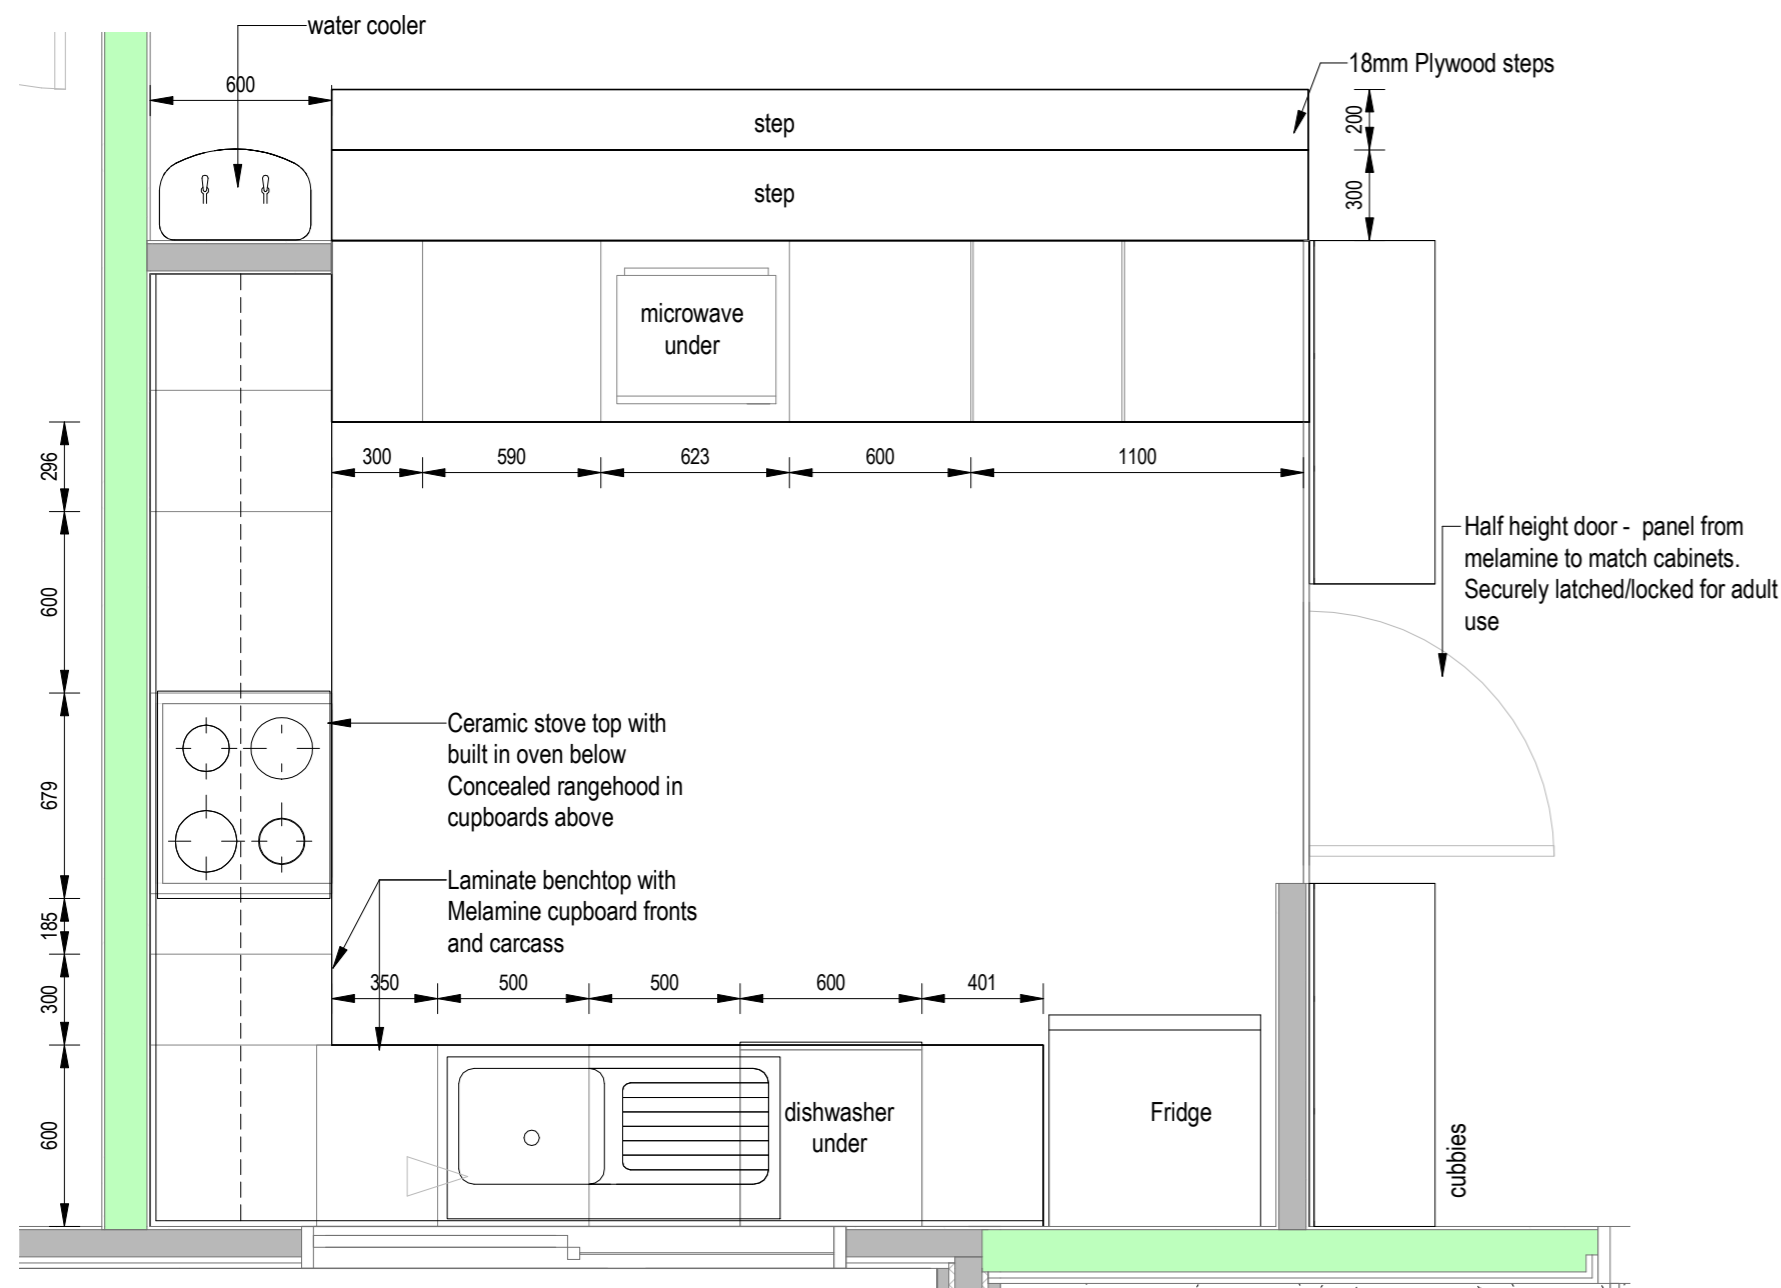 water cooler
18mm Plywood steps
600
step
200
step
300
microwave
under
300
590
623
600
1100
296
600
679
185
300
600
Half height door -  panel from
melamine to match cabinets.
Securely latched/locked for adult
use
Ceramic stove top with
built in oven below
Concealed rangehood in
cupboards above
Laminate benchtop with
Melamine cupboard fronts
and carcass
350
500
500
600
401
dishwasher
under
Fridge
cubbies